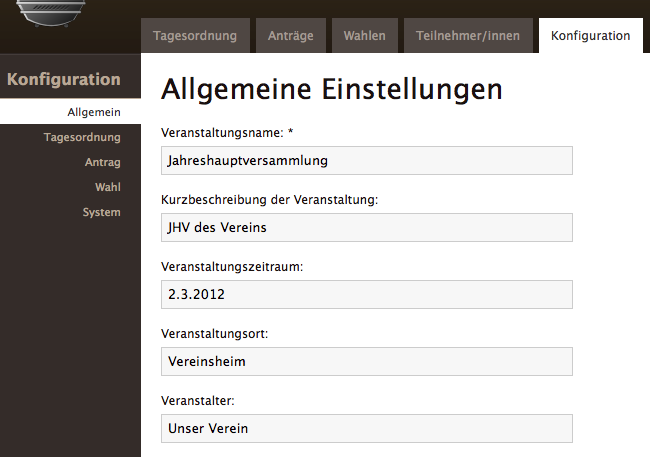 Tagesordnung Anträge Wahlen Teilnehmer/innen Konfiguration
Konfiguration
Allgemein
Tagesordnung
Antrag
Wahl
System
Allgemeine Einstellungen
Veranstaltungsname: *
Jahreshauptversammlung
Kurzbeschreibung der Veranstaltung:
JHV des Vereins
Veranstaltungszeitraum:
2.3.2012
Veranstaltungsort:
Vereinsheim
Veranstalter:
Unser Verein